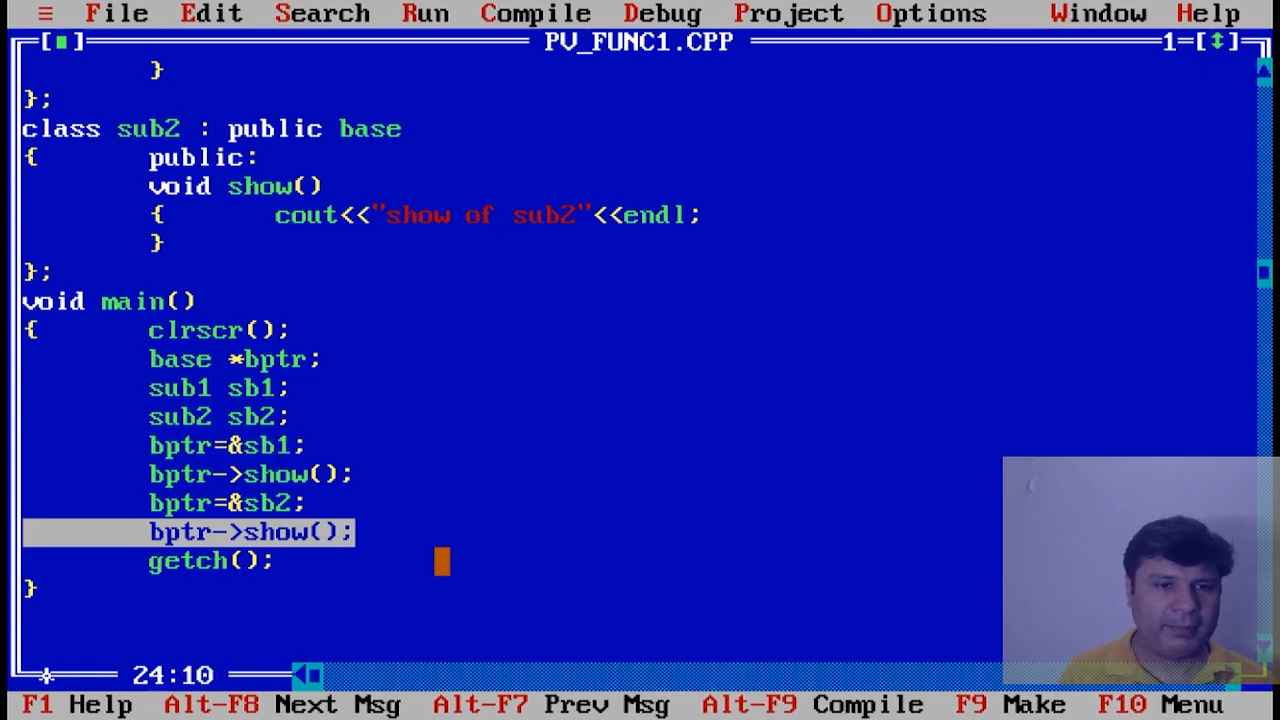 ≡ File Edit Search Run Compile Debug Project Options Window Help
[■] PV_FUNC1.CPP 1=[↕]
}
};
class sub2 : public base
{ public:
void show()
{ cout<<"show of sub2"<<endl;
}
};
void main()
{ clrscr();
base *bptr;
sub1 sb1;
sub2 sb2;
bptr=&sb1;
bptr->show();
bptr=&sb2;
bptr->show();
getch();
}
24:10
F1 Help Alt-F8 Next Msg Alt-F7 Prev Msg Alt-F9 Compile F9 Make F10 Menu